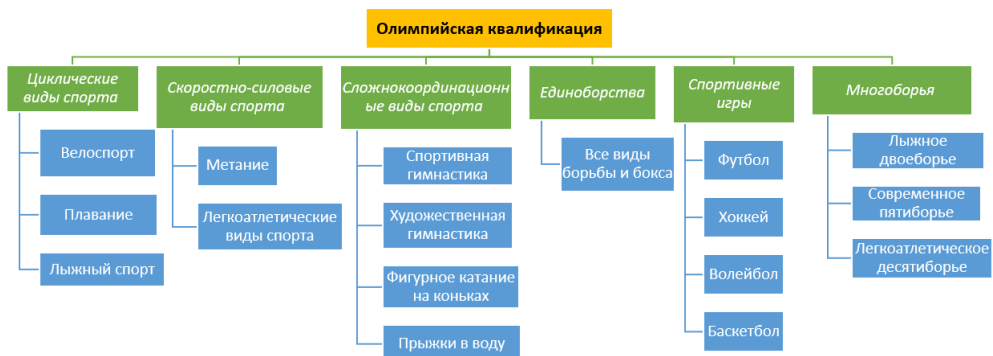 Олимпийская квалификация
Циклические
виды спорта
Велоспорт
Плавание
Лыжный спорт
Скоростно-силовые
виды спорта
Метание
Легкоатлетические
виды спорта
Сложнокоординационн
ые виды спорта
Спортивная
гимнастика
Художественная
гимнастика
Фигурное катание
на коньках
Прыжки в воду
Единоборства
Все виды
борьбы и бокса
Спортивные
игры
Футбол
Хоккей
Волейбол
Баскетбол
Многоборья
Лыжное
двоеборье
Современное
пятиборье
Легкоатлетическое
десятиборье